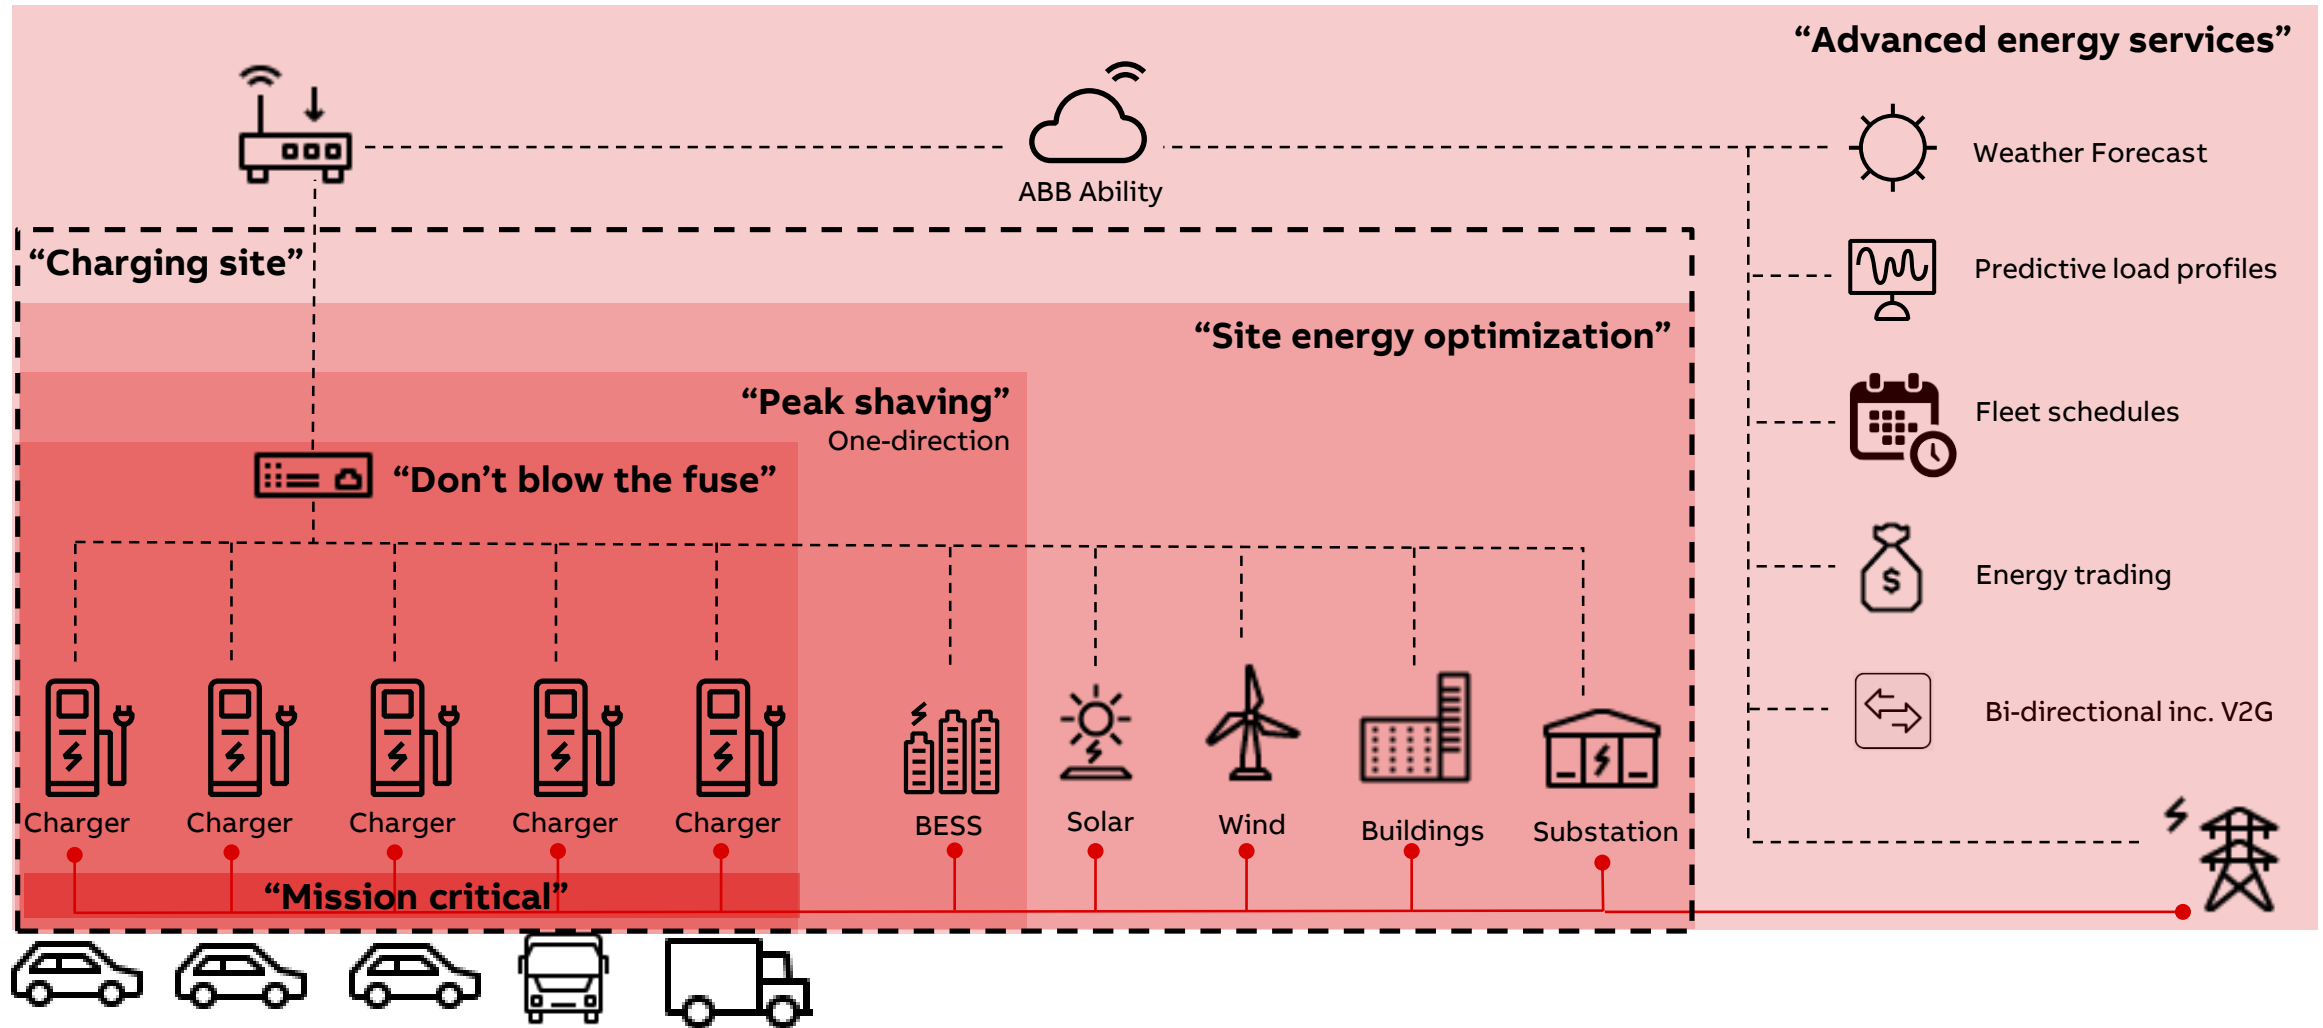 “Advanced energy services”
ABB Ability
Weather Forecast
“Charging site”
Predictive load profiles
“Site energy optimization”
“Peak shaving”
One-direction
Fleet schedules
“Don’t blow the fuse”
Energy trading
$
Bi-directional inc. V2G
Charger
Charger
Charger
Charger
Charger
BESS
Solar
Wind
Buildings
Substation
“Mission critical”